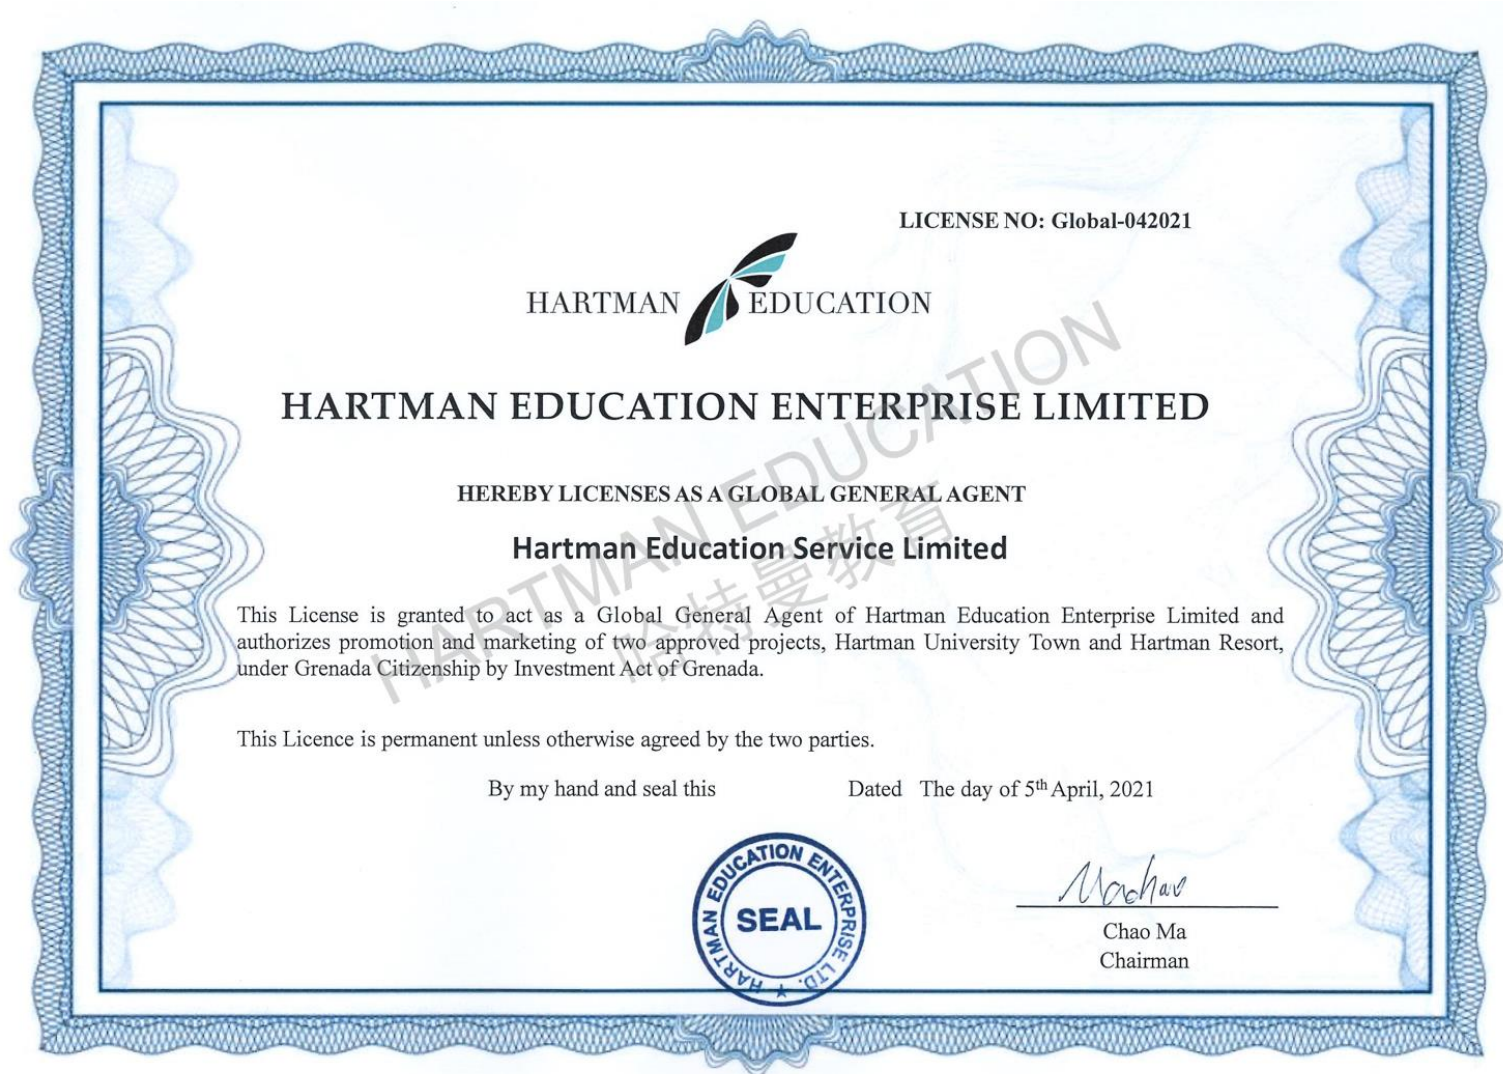 LICENSE NO: Global-042021
HARTMAN EDUCATION
HARTMAN EDUCATION ENTERPRISE LIMITED
HEREBY LICENSES AS A GLOBAL GENERAL AGENT
Hartman Education Service Limited
This License is granted to act as a Global General Agent of Hartman Education Enterprise Limited and
authorizes promotion and marketing of two approved projects, Hartman University Town and Hartman Resort,
under Grenada Citizenship by Investment Act of Grenada.
This Licence is permanent unless otherwise agreed by the two parties.
By my hand and seal this Dated The day of 5th April, 2021
HARTMAN EDUCATION ENTERPRISE LTD.
SEAL
Machao
Chao Ma
Chairman
HARTMAN EDUCATION
哈特曼教育